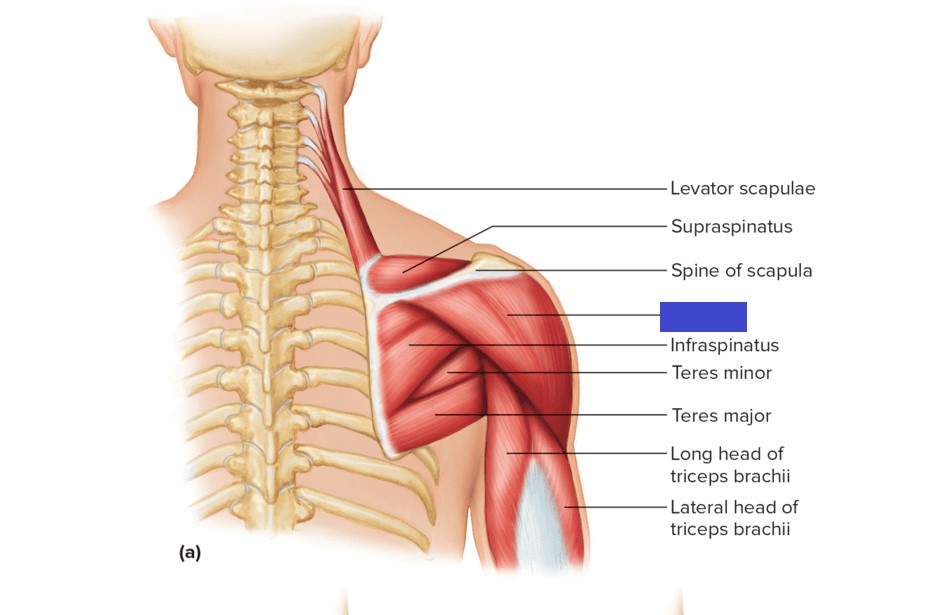 Levator scapulae
Supraspinatus
Spine of scapula
Infraspinatus
Teres minor
Teres major
Long head of
triceps brachii
Lateral head of
triceps brachii
(a)